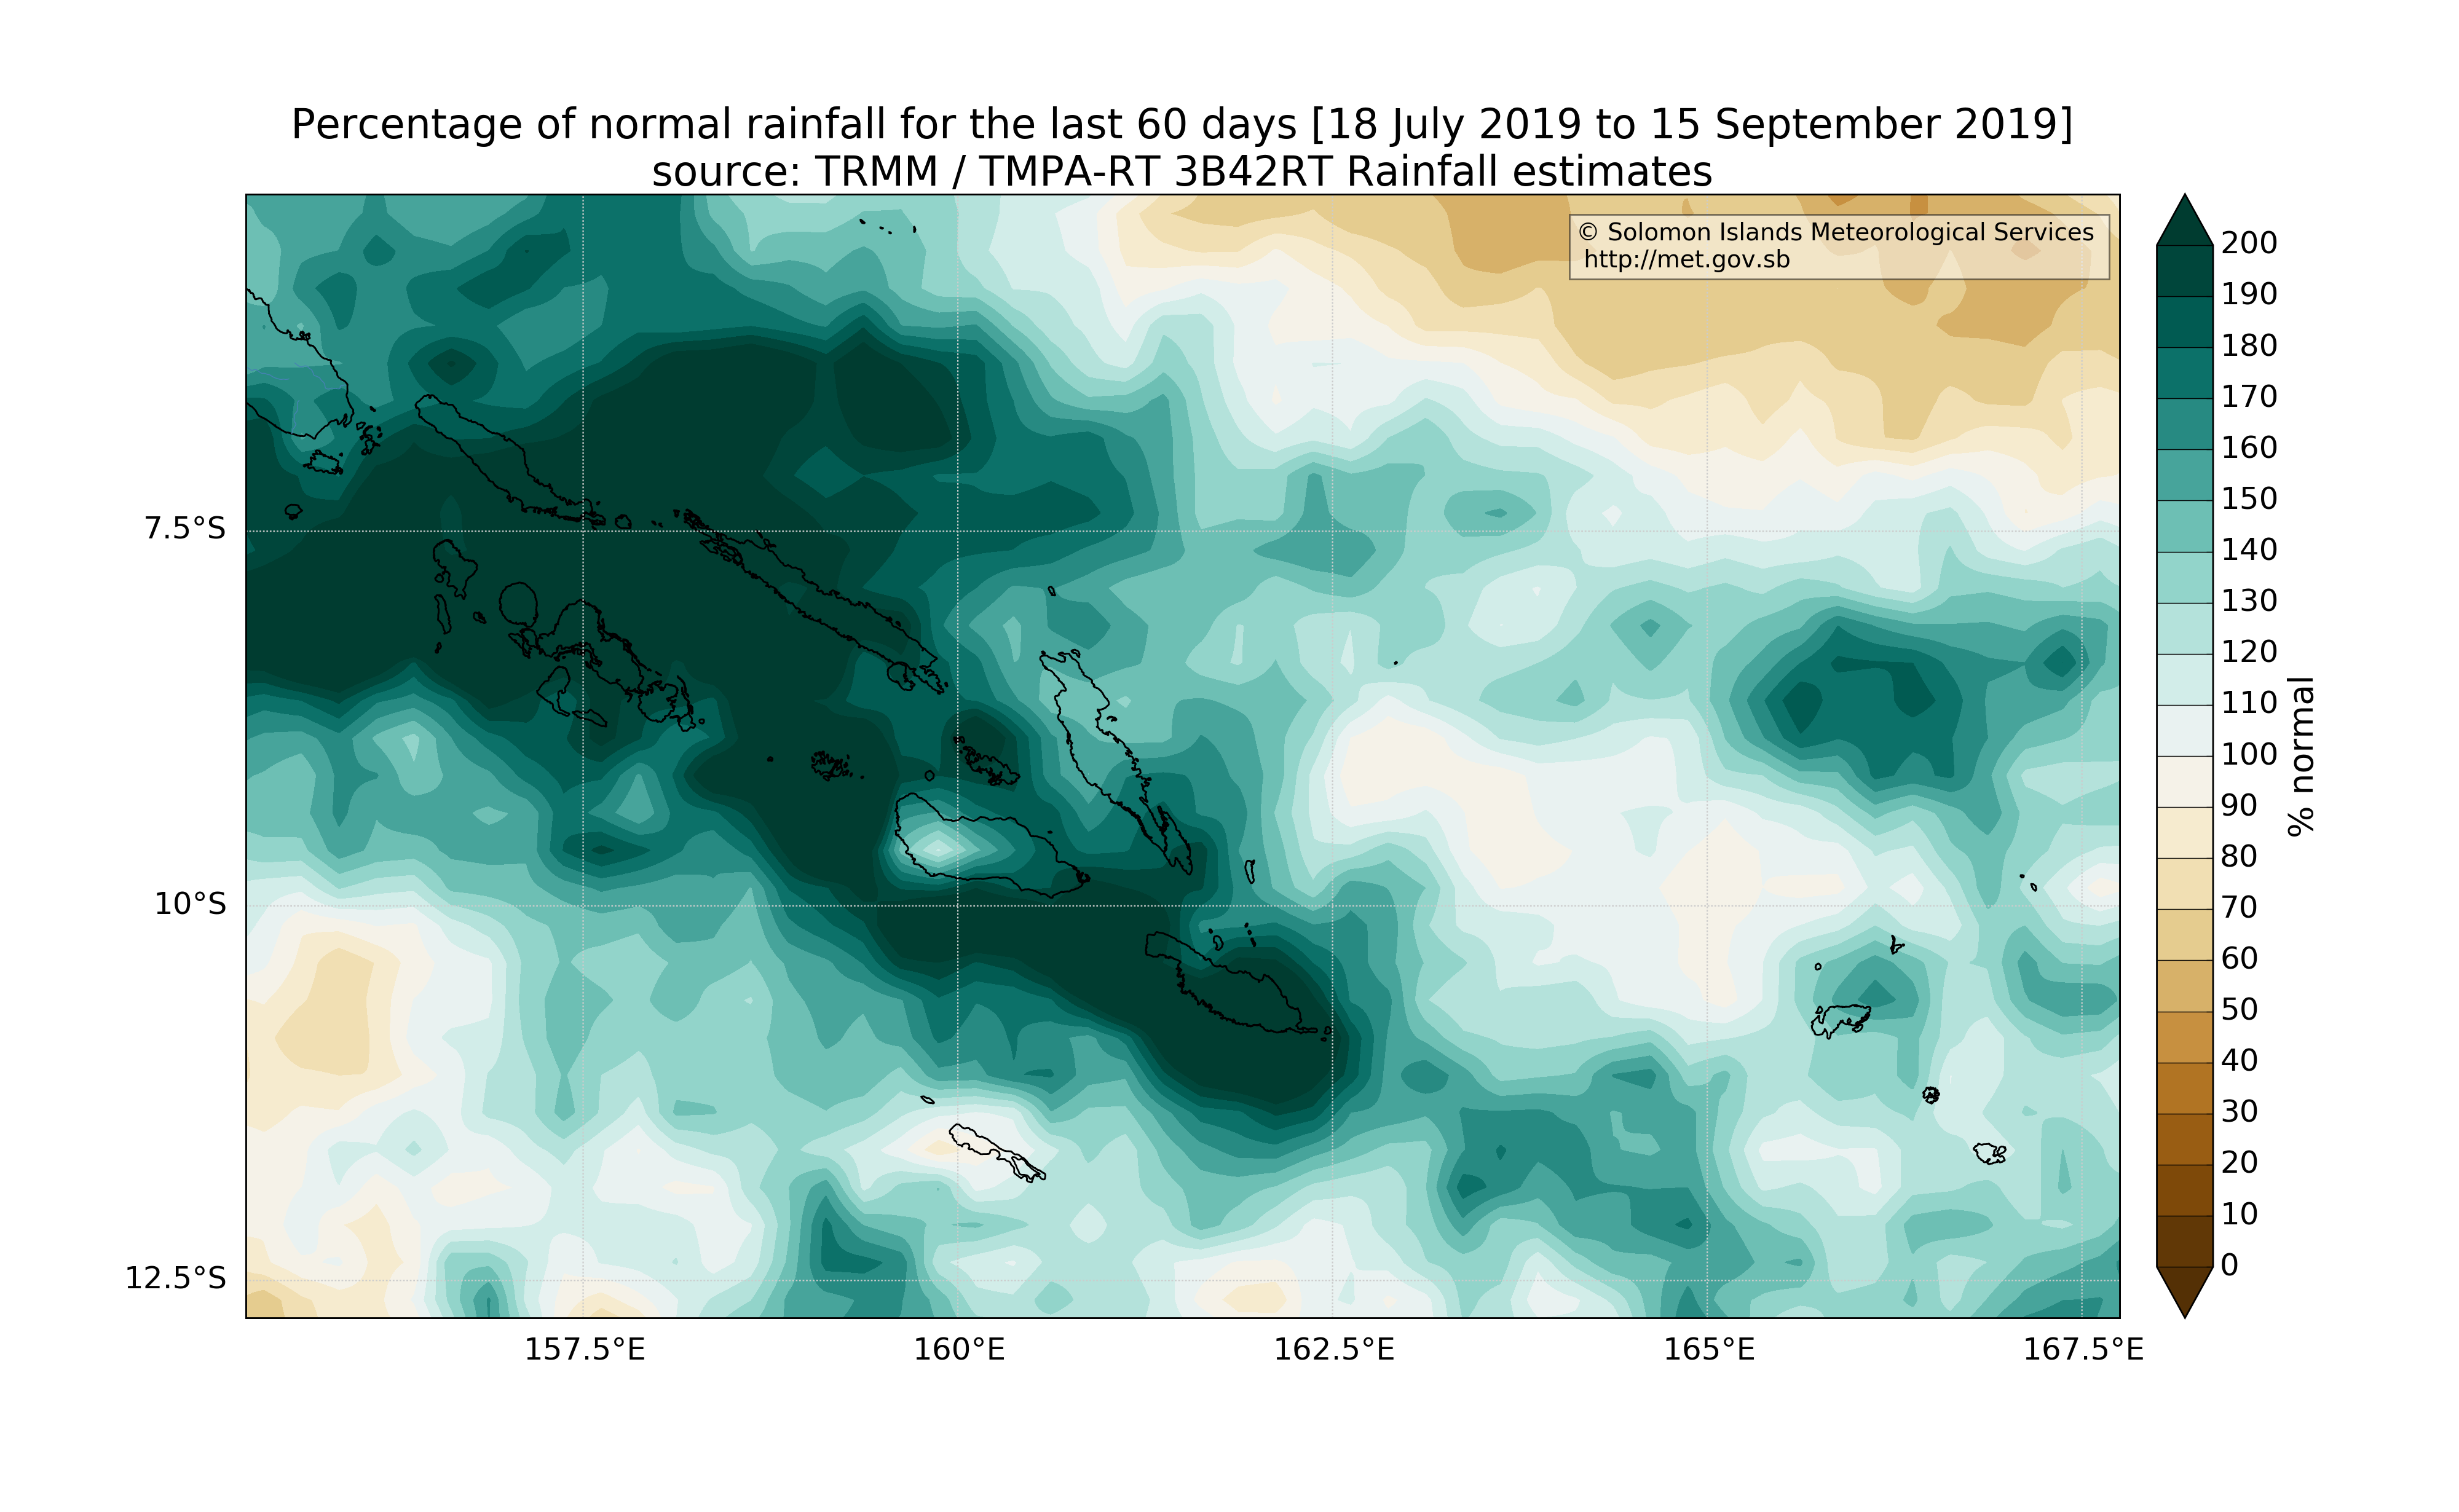 Percentage of normal rainfall for the last 60 days [18 July 2019 to 15 September 2019]
source: TRMM / TMPA-RT 3B42RT Rainfall estimates
© Solomon Islands Meteorological Services
http://met.gov.sb
7.5°S
10°S
12.5°S
157.5°E
160°E
162.5°E
165°E
167.5°E
200
190
180
170
160
150
140
130
120
110
100
90
80
70
60
50
40
30
20
10
0
% normal